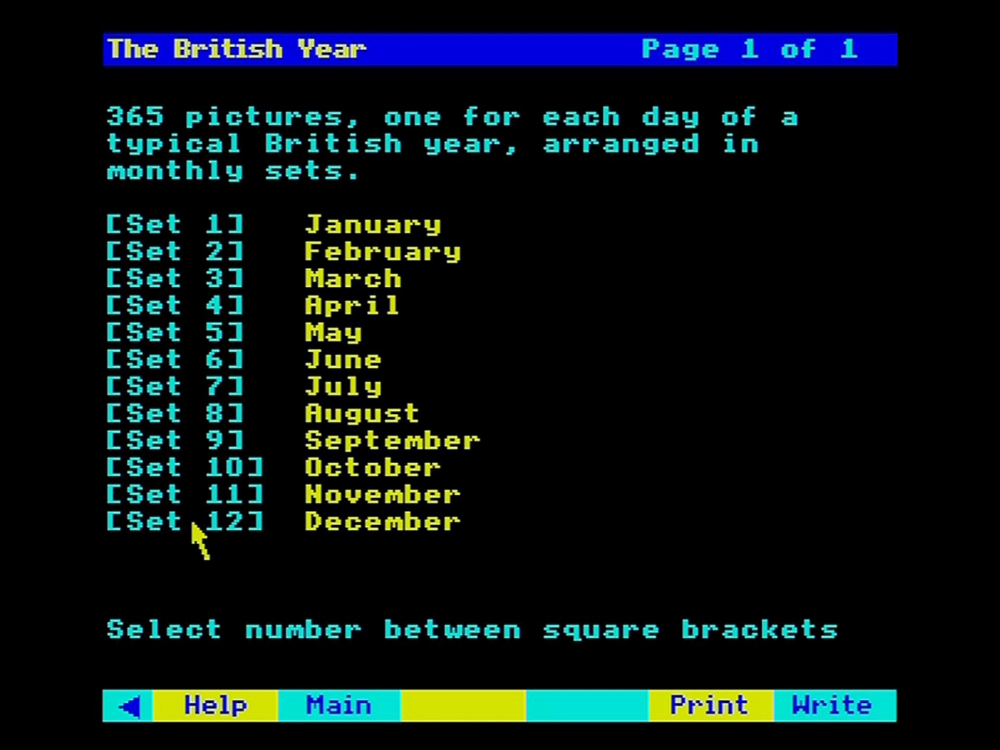 The British Year Page 1 of 1
365 pictures, one for each day of a
typical British year, arranged in
monthly sets.
[Set 1] January
[Set 2] February
[Set 3] March
[Set 4] April
[Set 5] May
[Set 6] June
[Set 7] July
[Set 8] August
[Set 9] September
[Set 10] October
[Set 11] November
[Set 12] December
Select number between square brackets
Help Main Print Write